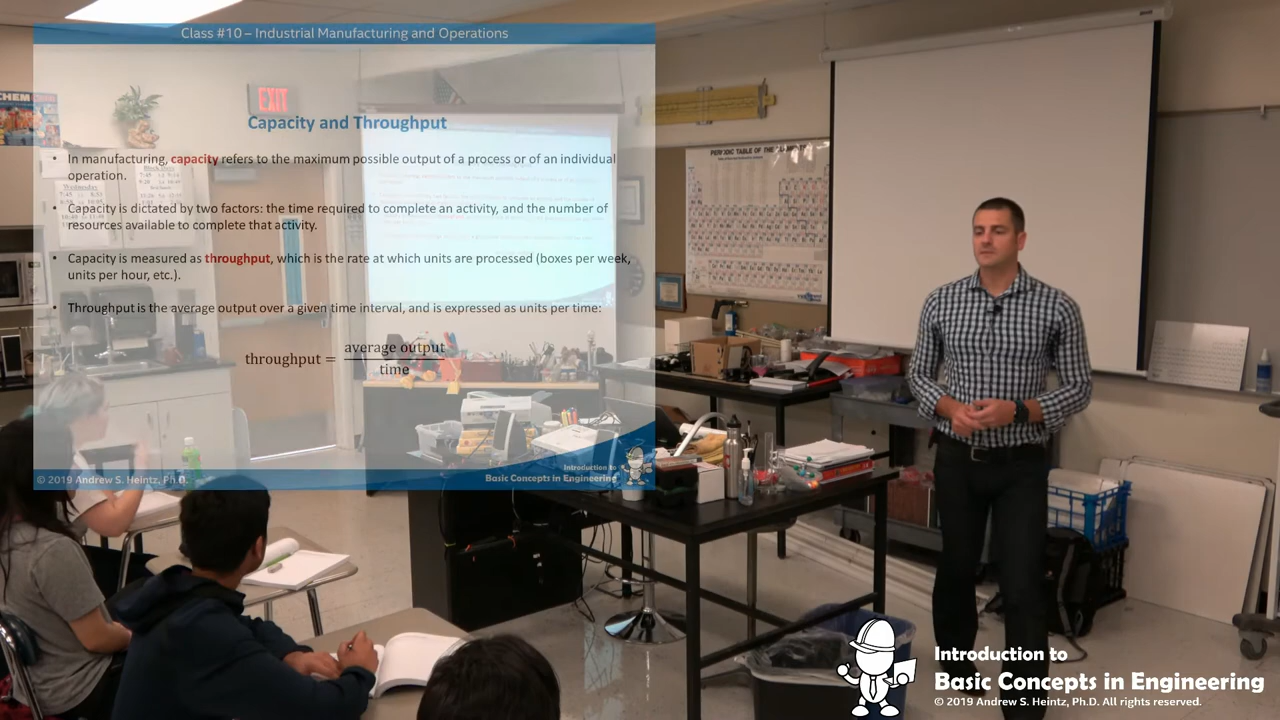 Class #10 – Industrial Manufacturing and Operations
EXIT
CHEM
Capacity and Throughput
• In manufacturing, capacity refers to the maximum possible output of a process or of an individual
operation.
• Capacity is dictated by two factors: the time required to complete an activity, and the number of
resources available to complete that activity.
• Capacity is measured as throughput, which is the rate at which units are processed (boxes per week,
units per hour, etc.).
• Throughput is the average output over a given time interval, and is expressed as units per time:
throughput = average output
time
Wednesday
PERIODIC TABLE OF THE
© 2019 Andrew S. Heintz, Ph.D.
Introduction to
Basic Concepts in Engineering
Introduction to
Basic Concepts in Engineering
© 2019 Andrew S. Heintz, Ph.D. All rights reserved.